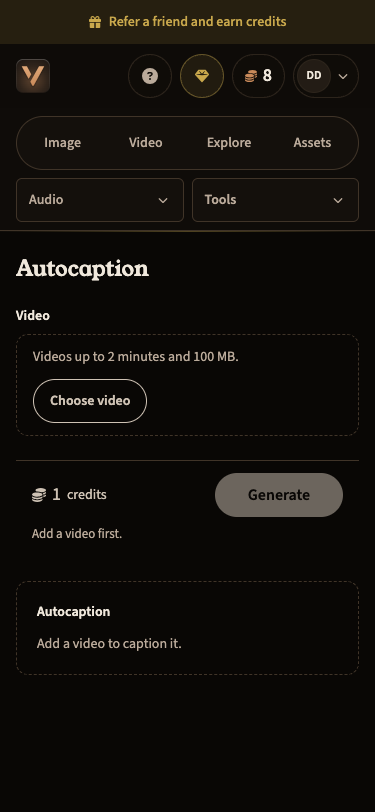 Refer a friend and earn credits
?
8
DD
Image
Video
Explore
Assets
Audio
Tools
Autocaption
Video
Videos up to 2 minutes and 100 MB.
Choose video
1 credits
Generate
Add a video first.
Autocaption
Add a video to caption it.